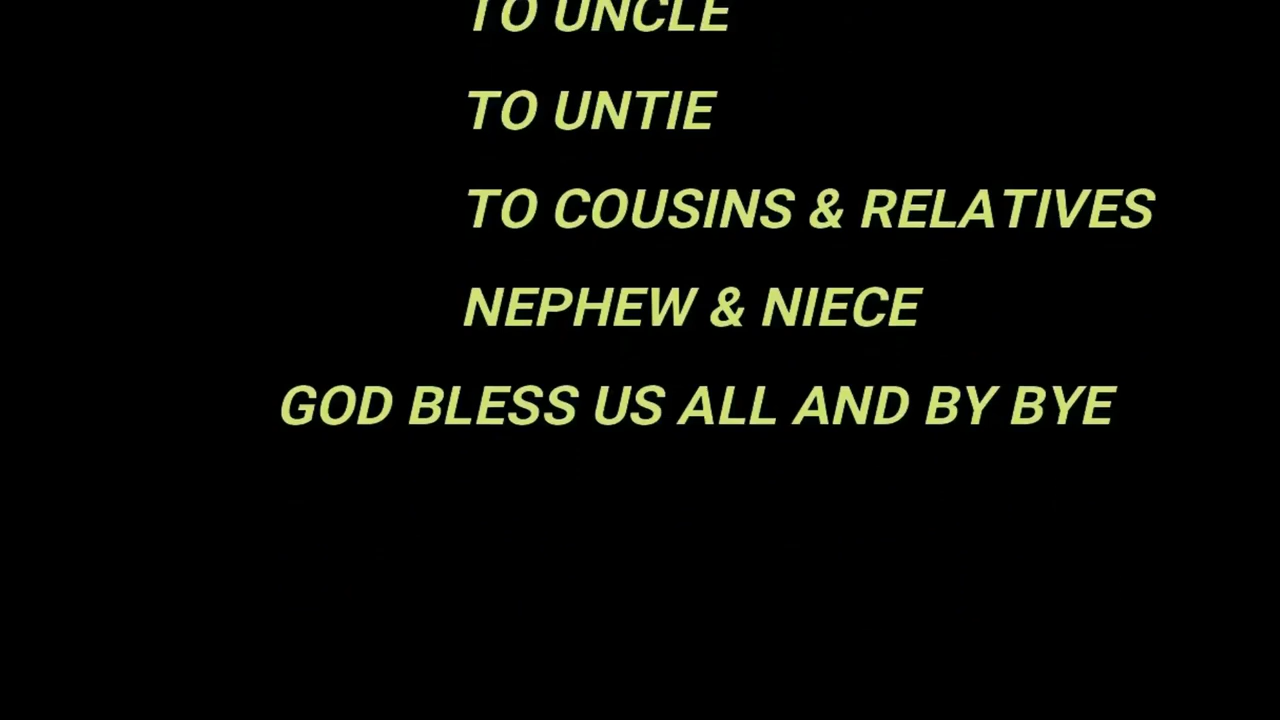 TO UNCLE
TO UNTIE
TO COUSINS & RELATIVES
NEPHEW & NIECE
GOD BLESS US ALL AND BY BYE